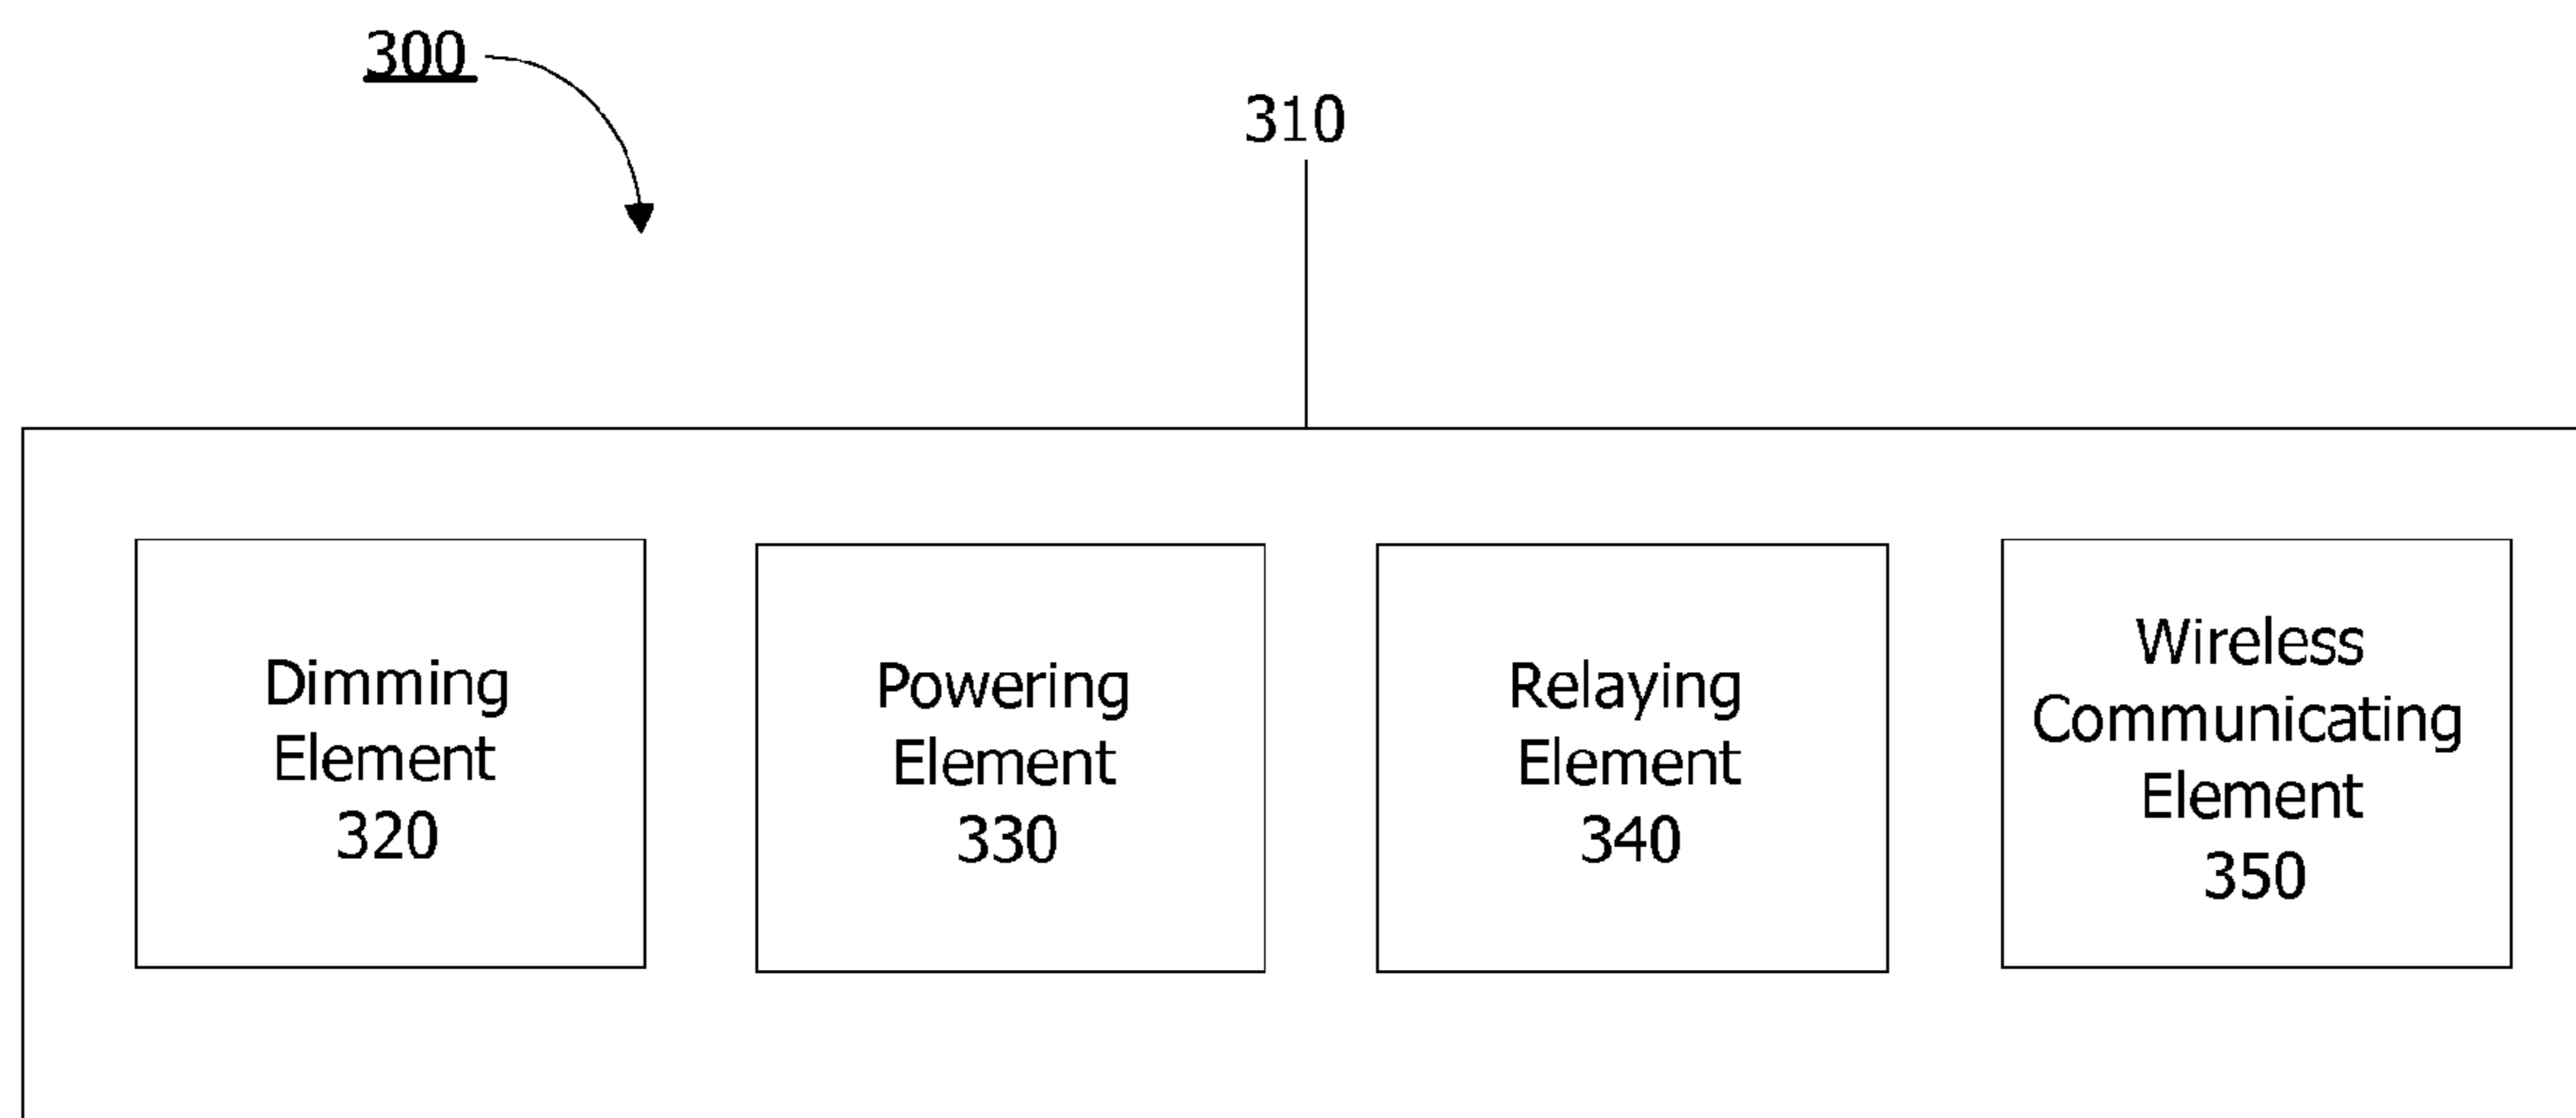 300
310
Dimming
Element
320
Powering
Element
330
Relaying
Element
340
Wireless
Communicating
Element
350